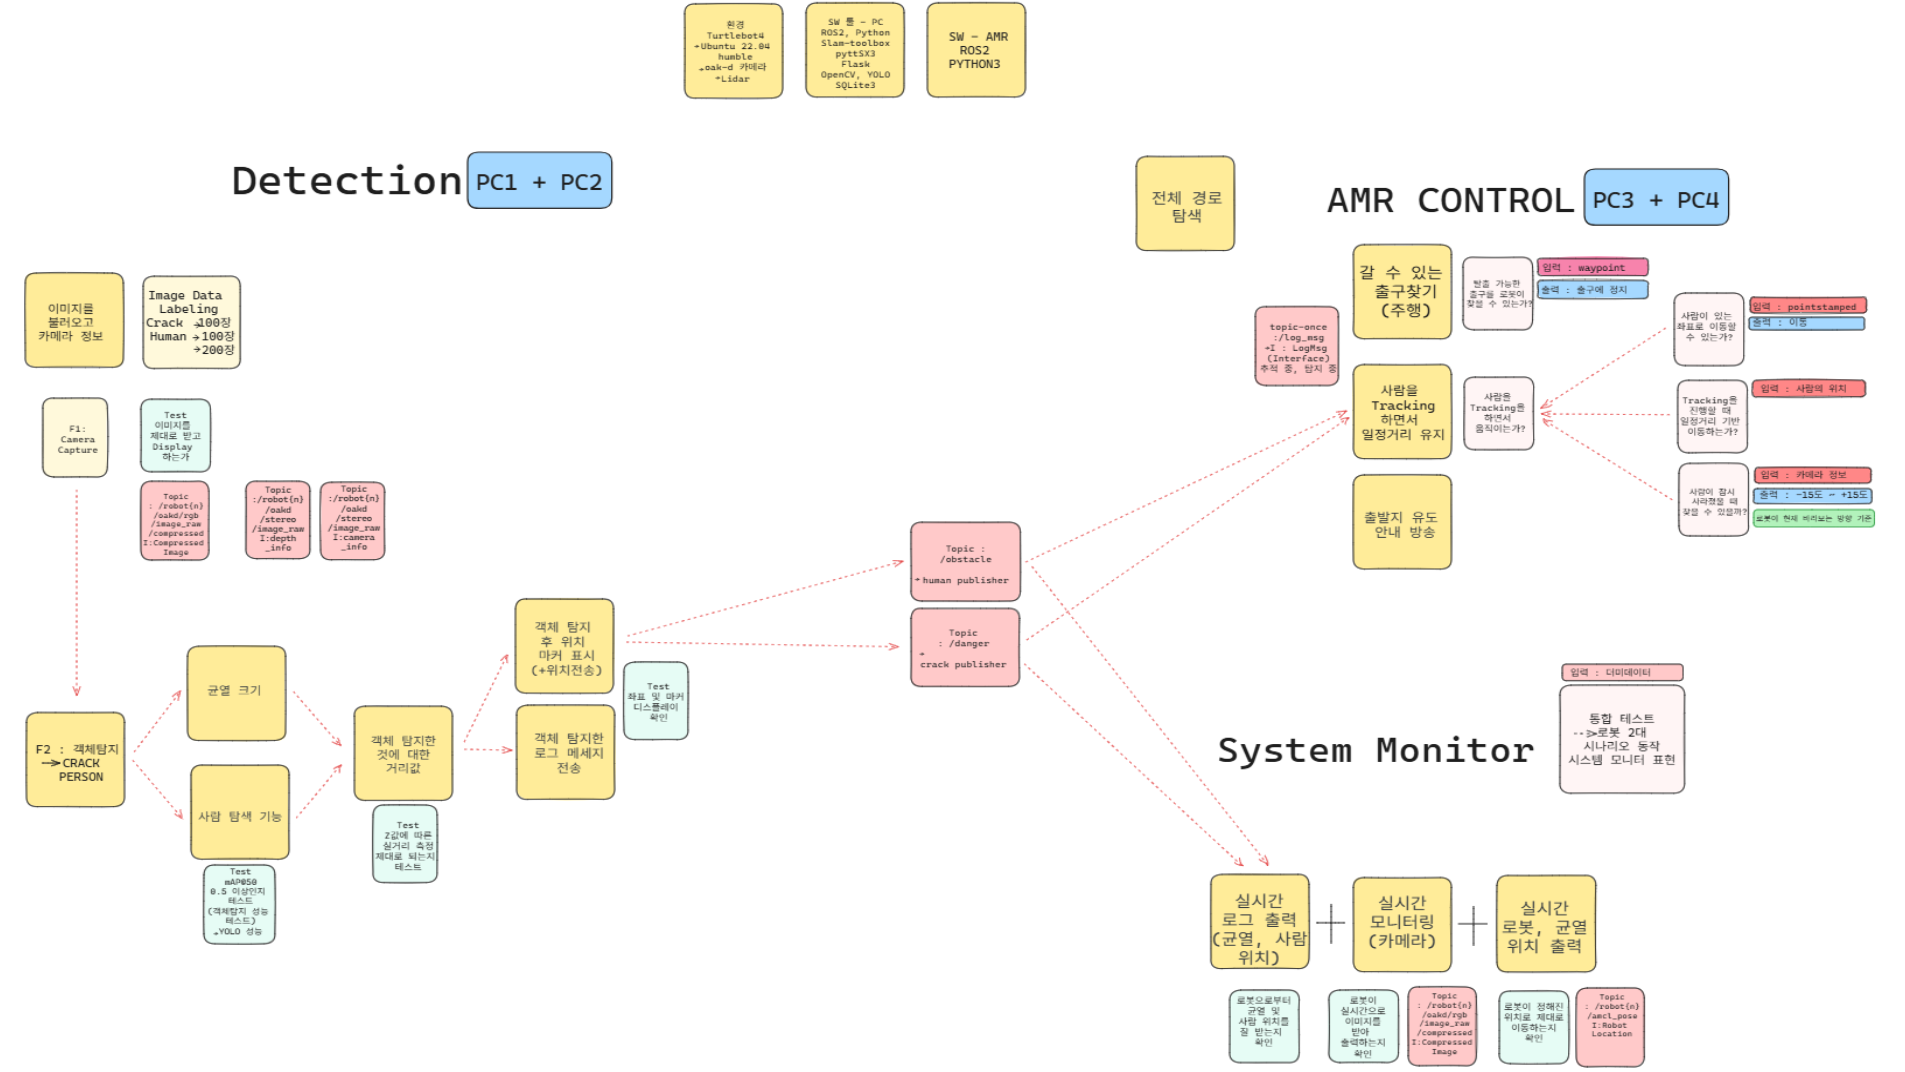 환경
Turtlebot4
→Ubuntu 22.04
humble
→oak-d 카메라
→Lidar
SW 툴 - PC
ROS2, Python
Slam-toolbox
pyttSX3
Flask
OpenCV, YOLO
SQLite3
SW - AMR
ROS2
PYTHON3
Detection
PC1 + PC2
이미지를
불러오고
카메라 정보
Image Data
Labeling
Crack →100장
Human →100장
→200장
F1:
Camera
Capture
Test
이미지를
제대로 받고
Display
하는가
Topic
: /robot{n}
/oakd/rgb
/image_raw
/compressed
I:Compressed
Image
Topic
:/robot{n}
/oakd
/stereo
/image_raw
I:depth
_info
Topic
:/robot{n}
/oakd
/stereo
/image_raw
I:camera
_info
F2 : 객체탐지
-->CRACK
PERSON
균열 크기
사람 탐색 기능
Test
mAP@50
0.5 이상인지
테스트
(객체탐지 성능
테스트)
→YOLO 성능
객체 탐지한
것에 대한
거리값
Test
Z값에 따른
실거리 측정
제대로 되는지
테스트
객체 탐지
후 위치
마커 표시
(+위치전송)
객체 탐지한
로그 메세지
전송
Test
좌표 및 마커
디스플레이
확인
Topic :
/obstacle
→human publisher
Topic
: /danger
→
crack publisher
전체 경로
탐색
AMR CONTROL
PC3 + PC4
갈 수 있는
출구찾기
(주행)
탈출 가능한
출구를 로봇이
찾을 수 있는가?
입력 : waypoint
출력 : 출구에 정지
topic-once
:/log_msg
→I : LogMsg
(Interface)
추적 중, 탐지 중
사람을
Tracking
하면서
일정거리 유지
사람을
Tracking을
하면서
움직이는가?
사람이 있는
좌표로 이동할
수 있는가?
입력 : pointstamped
출력 : 이동
Tracking을
진행할 때
일정거리 기반
이동하는가?
입력 : 사람의 위치
사람이 잠시
사라졌을 때
찾을 수 있을까?
입력 : 카메라 정보
출력 : -15도 ~ +15도
로봇이 현재 바라보는 방향 기준
출발지 유도
안내 방송
System Monitor
입력 : 더미데이터
통합 테스트
-->로봇 2대
시나리오 동작
시스템 모니터 표현
실시간
로그 출력
(균열, 사람
위치)
실시간
모니터링
(카메라)
실시간
로봇, 균열
위치 출력
로봇으로부터
균열 및
사람 위치를
잘 받는지
확인
로봇이
실시간으로
이미지를
받아
출력하는지
확인
Topic
: /robot{n}
/oakd/rgb
/image_raw
/compressed
I:Compressed
Image
로봇이 정해진
위치로 제대로
이동하는지
확인
Topic
: /robot{n}
/amcl_pose
I:Robot
Location